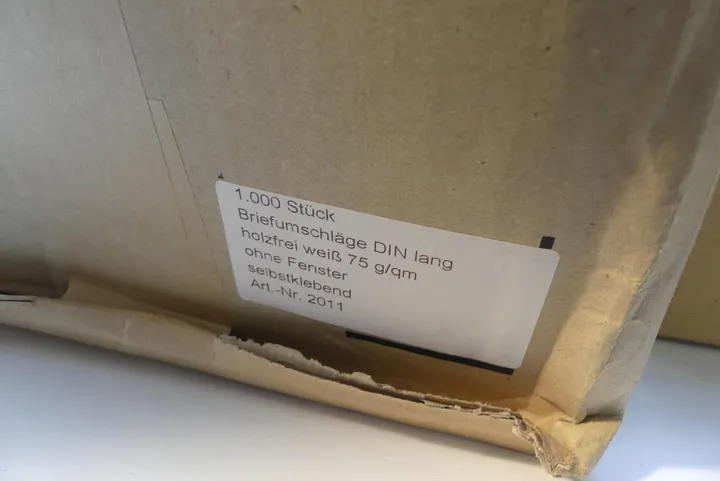 1.000 Stück
Briefumschläge DIN lang
holzfrei weiß 75 g/qm
ohne Fenster
selbstklebend
Art.-Nr. 2011